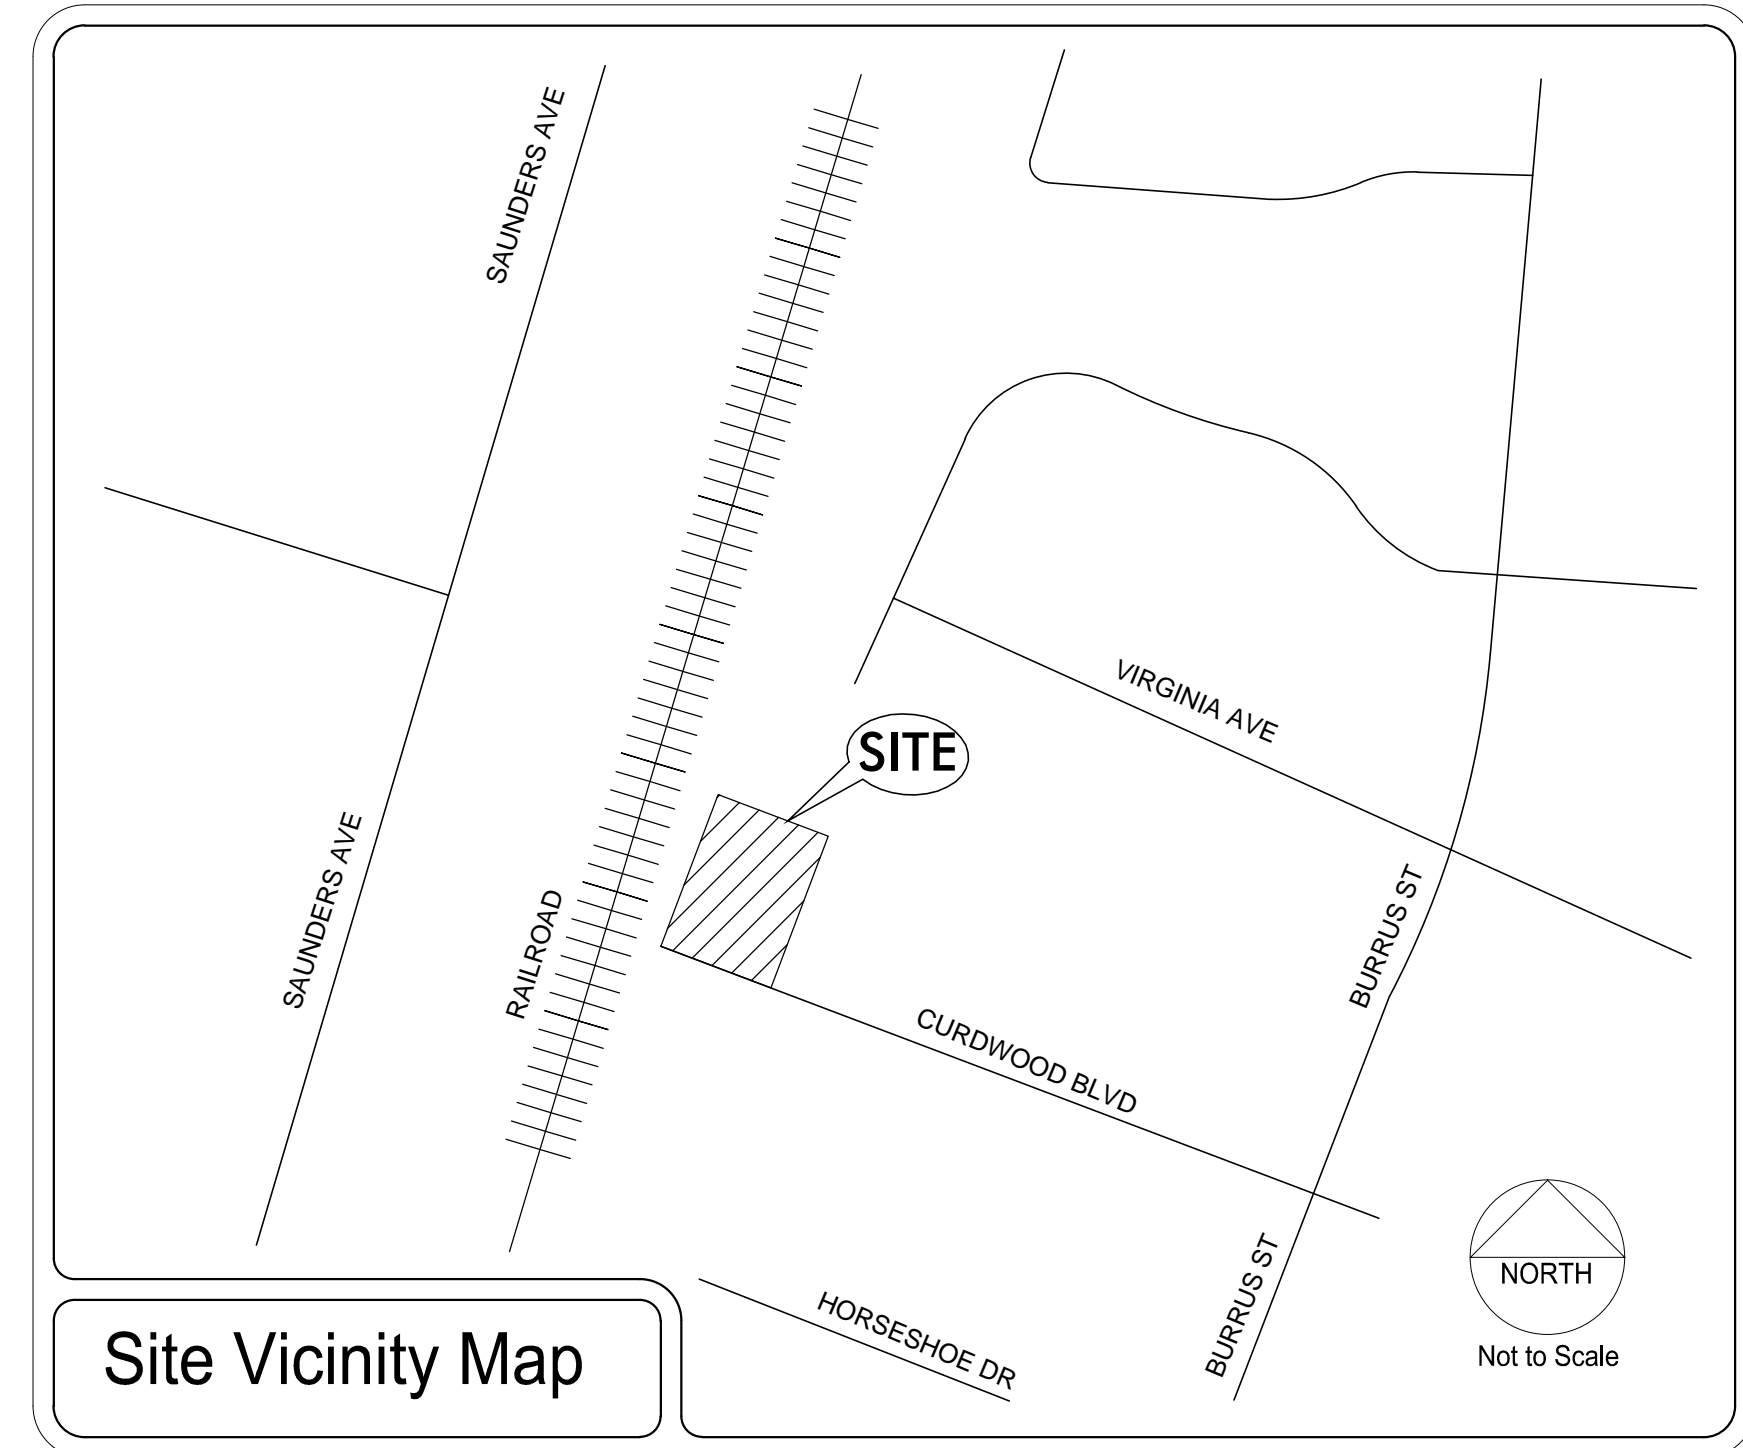 SAUNDERS AVE
VIRGINIA AVE
SITE
SAUNDERS AVE
RAILROAD
BURRUS ST
CURDWOOD BLVD
BURRUS ST
NORTH
HORSESHOE DR
Site Vicinity Map
Not to Scale